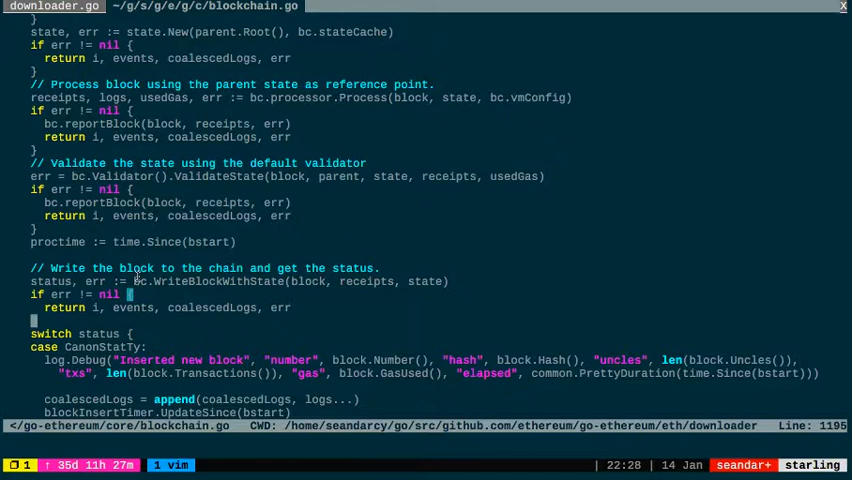 downloader.go ~/g/s/g/e/g/c/blockchain.go X
}
state, err := state.New(parent.Root(), bc.stateCache)
if err != nil {
return i, events, coalescedLogs, err
}
// Process block using the parent state as reference point.
receipts, logs, usedGas, err := bc.processor.Process(block, state, bc.vmConfig)
if err != nil {
bc.reportBlock(block, receipts, err)
return i, events, coalescedLogs, err
}
// Validate the state using the default validator
err = bc.Validator().ValidateState(block, parent, state, receipts, usedGas)
if err != nil {
bc.reportBlock(block, receipts, err)
return i, events, coalescedLogs, err
}
proctime := time.Since(bstart)
// Write the block to the chain and get the status.
status, err := bc.WriteBlockWithState(block, receipts, state)
if err != nil {
return i, events, coalescedLogs, err
}
switch status {
case CanonStatTy:
log.Debug("Inserted new block", "number", block.Number(), "hash", block.Hash(), "uncles", len(block.Uncles()),
"txs", len(block.Transactions()), "gas", block.GasUsed(), "elapsed", common.PrettyDuration(time.Since(bstart)))
coalescedLogs = append(coalescedLogs, logs...)
blockInsertTimer.UpdateSince(bstart)
</go-ethereum/core/blockchain.go CWD: /home/seandarcy/go/src/github.com/ethereum/go-ethereum/eth/downloader Line: 1195
❐ 1 ↑ 35d 11h 27m 1 vim | 22:28 | 14 Jan seandar+ starling